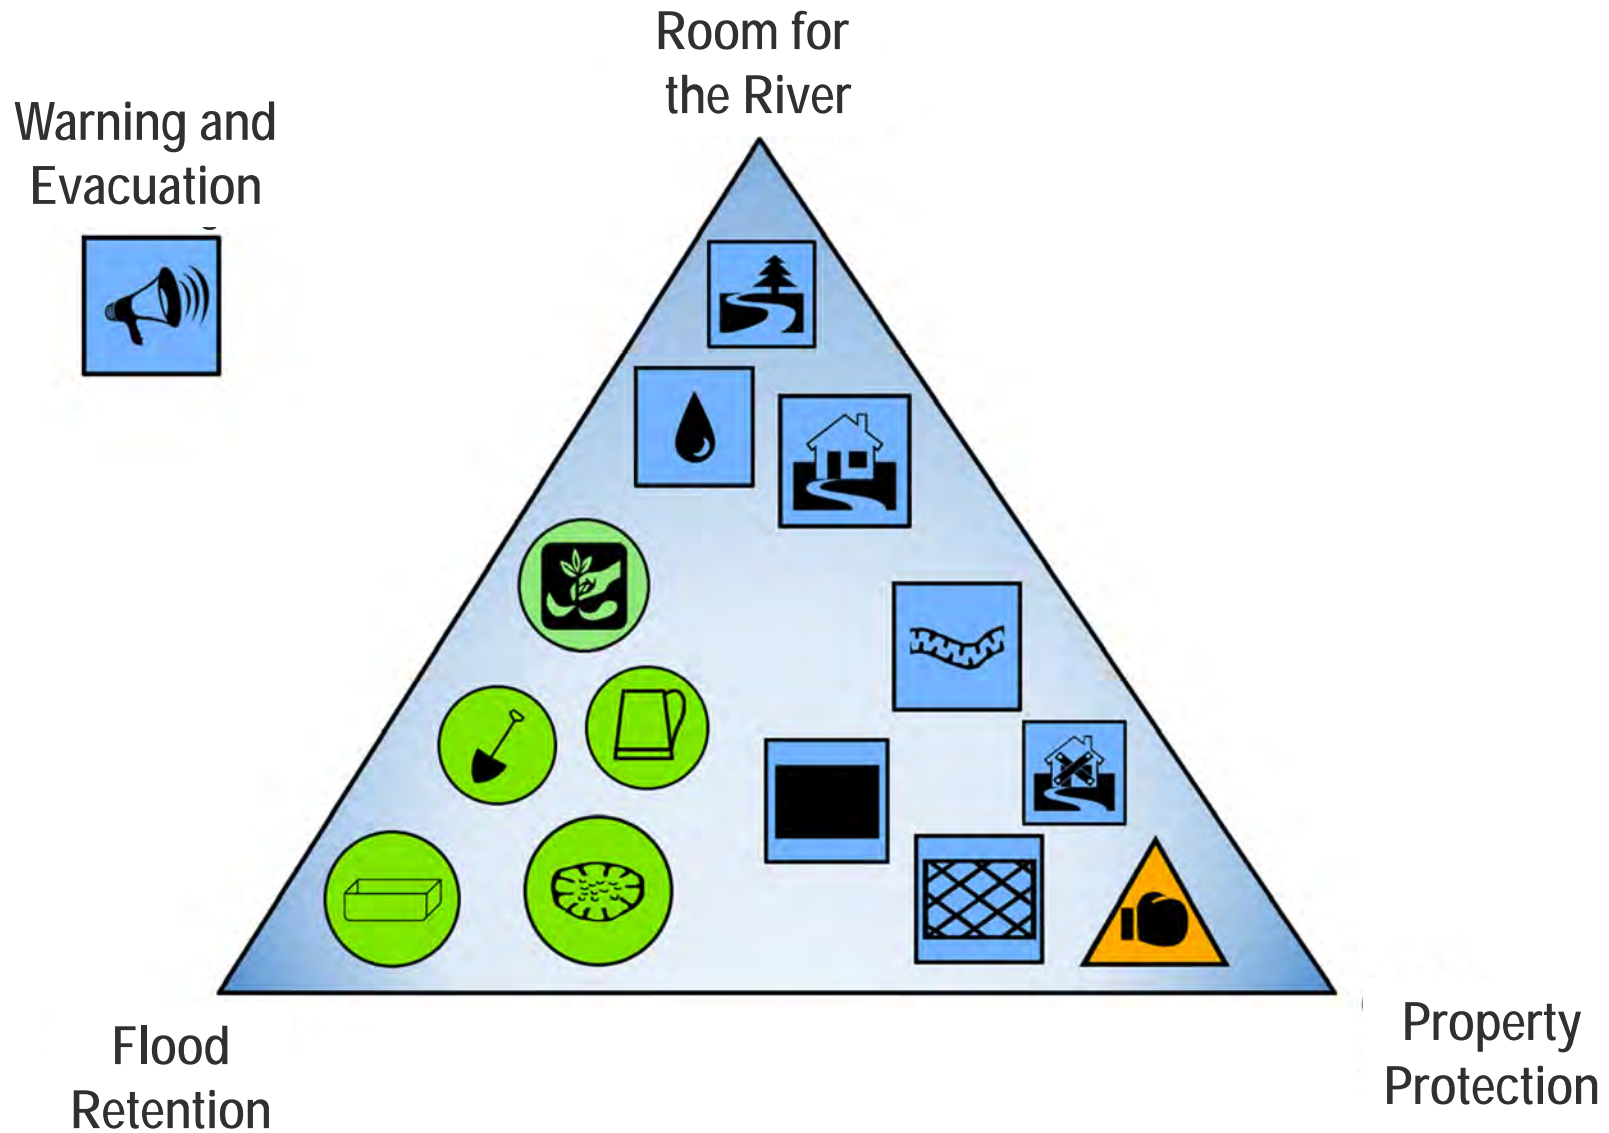 Room for
the River
Warning and
Evacuation
Flood
Retention
Property
Protection